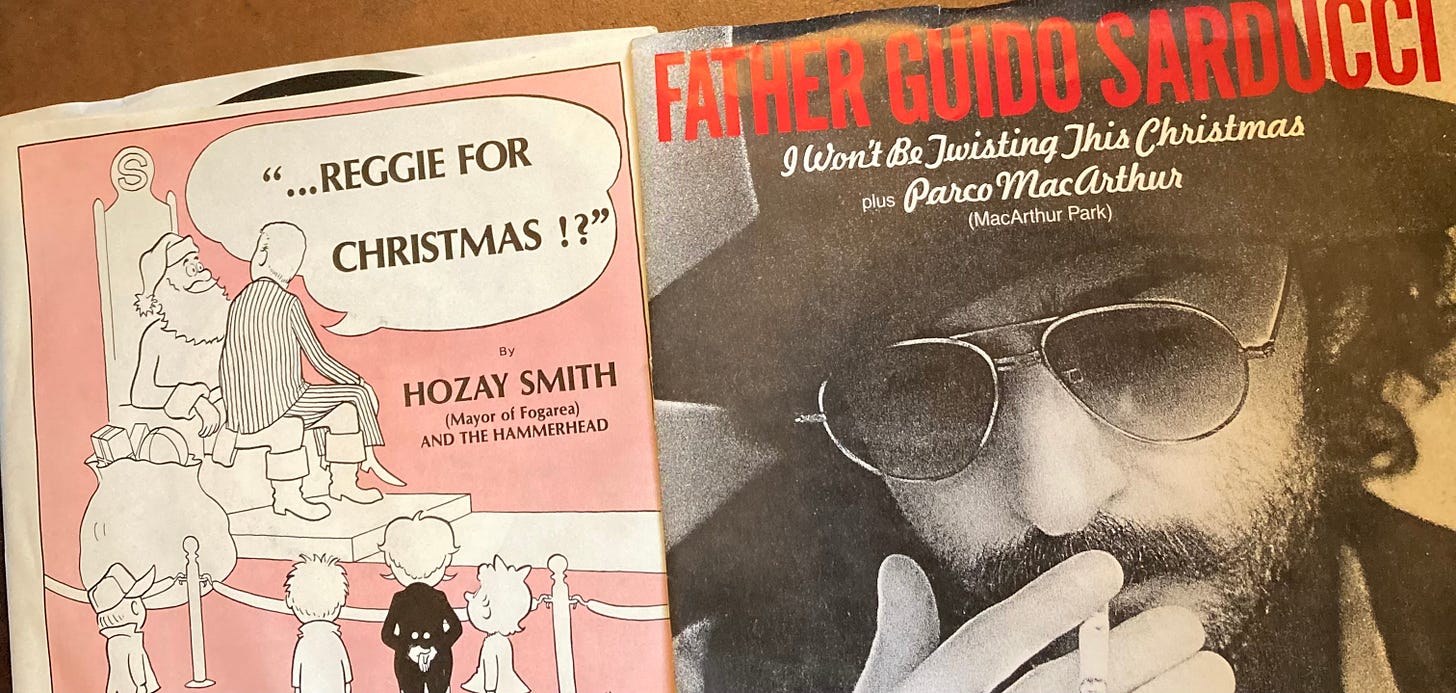 S
“...REGGIE FOR
CHRISTMAS !?”
By
HOZAY SMITH
(Mayor of Fogarea)
AND THE HAMMERHEAD
FATHER GUIDO SARDUCCI
I Won't Be Twisting This Christmas
plus Parco MacArthur
(MacArthur Park)